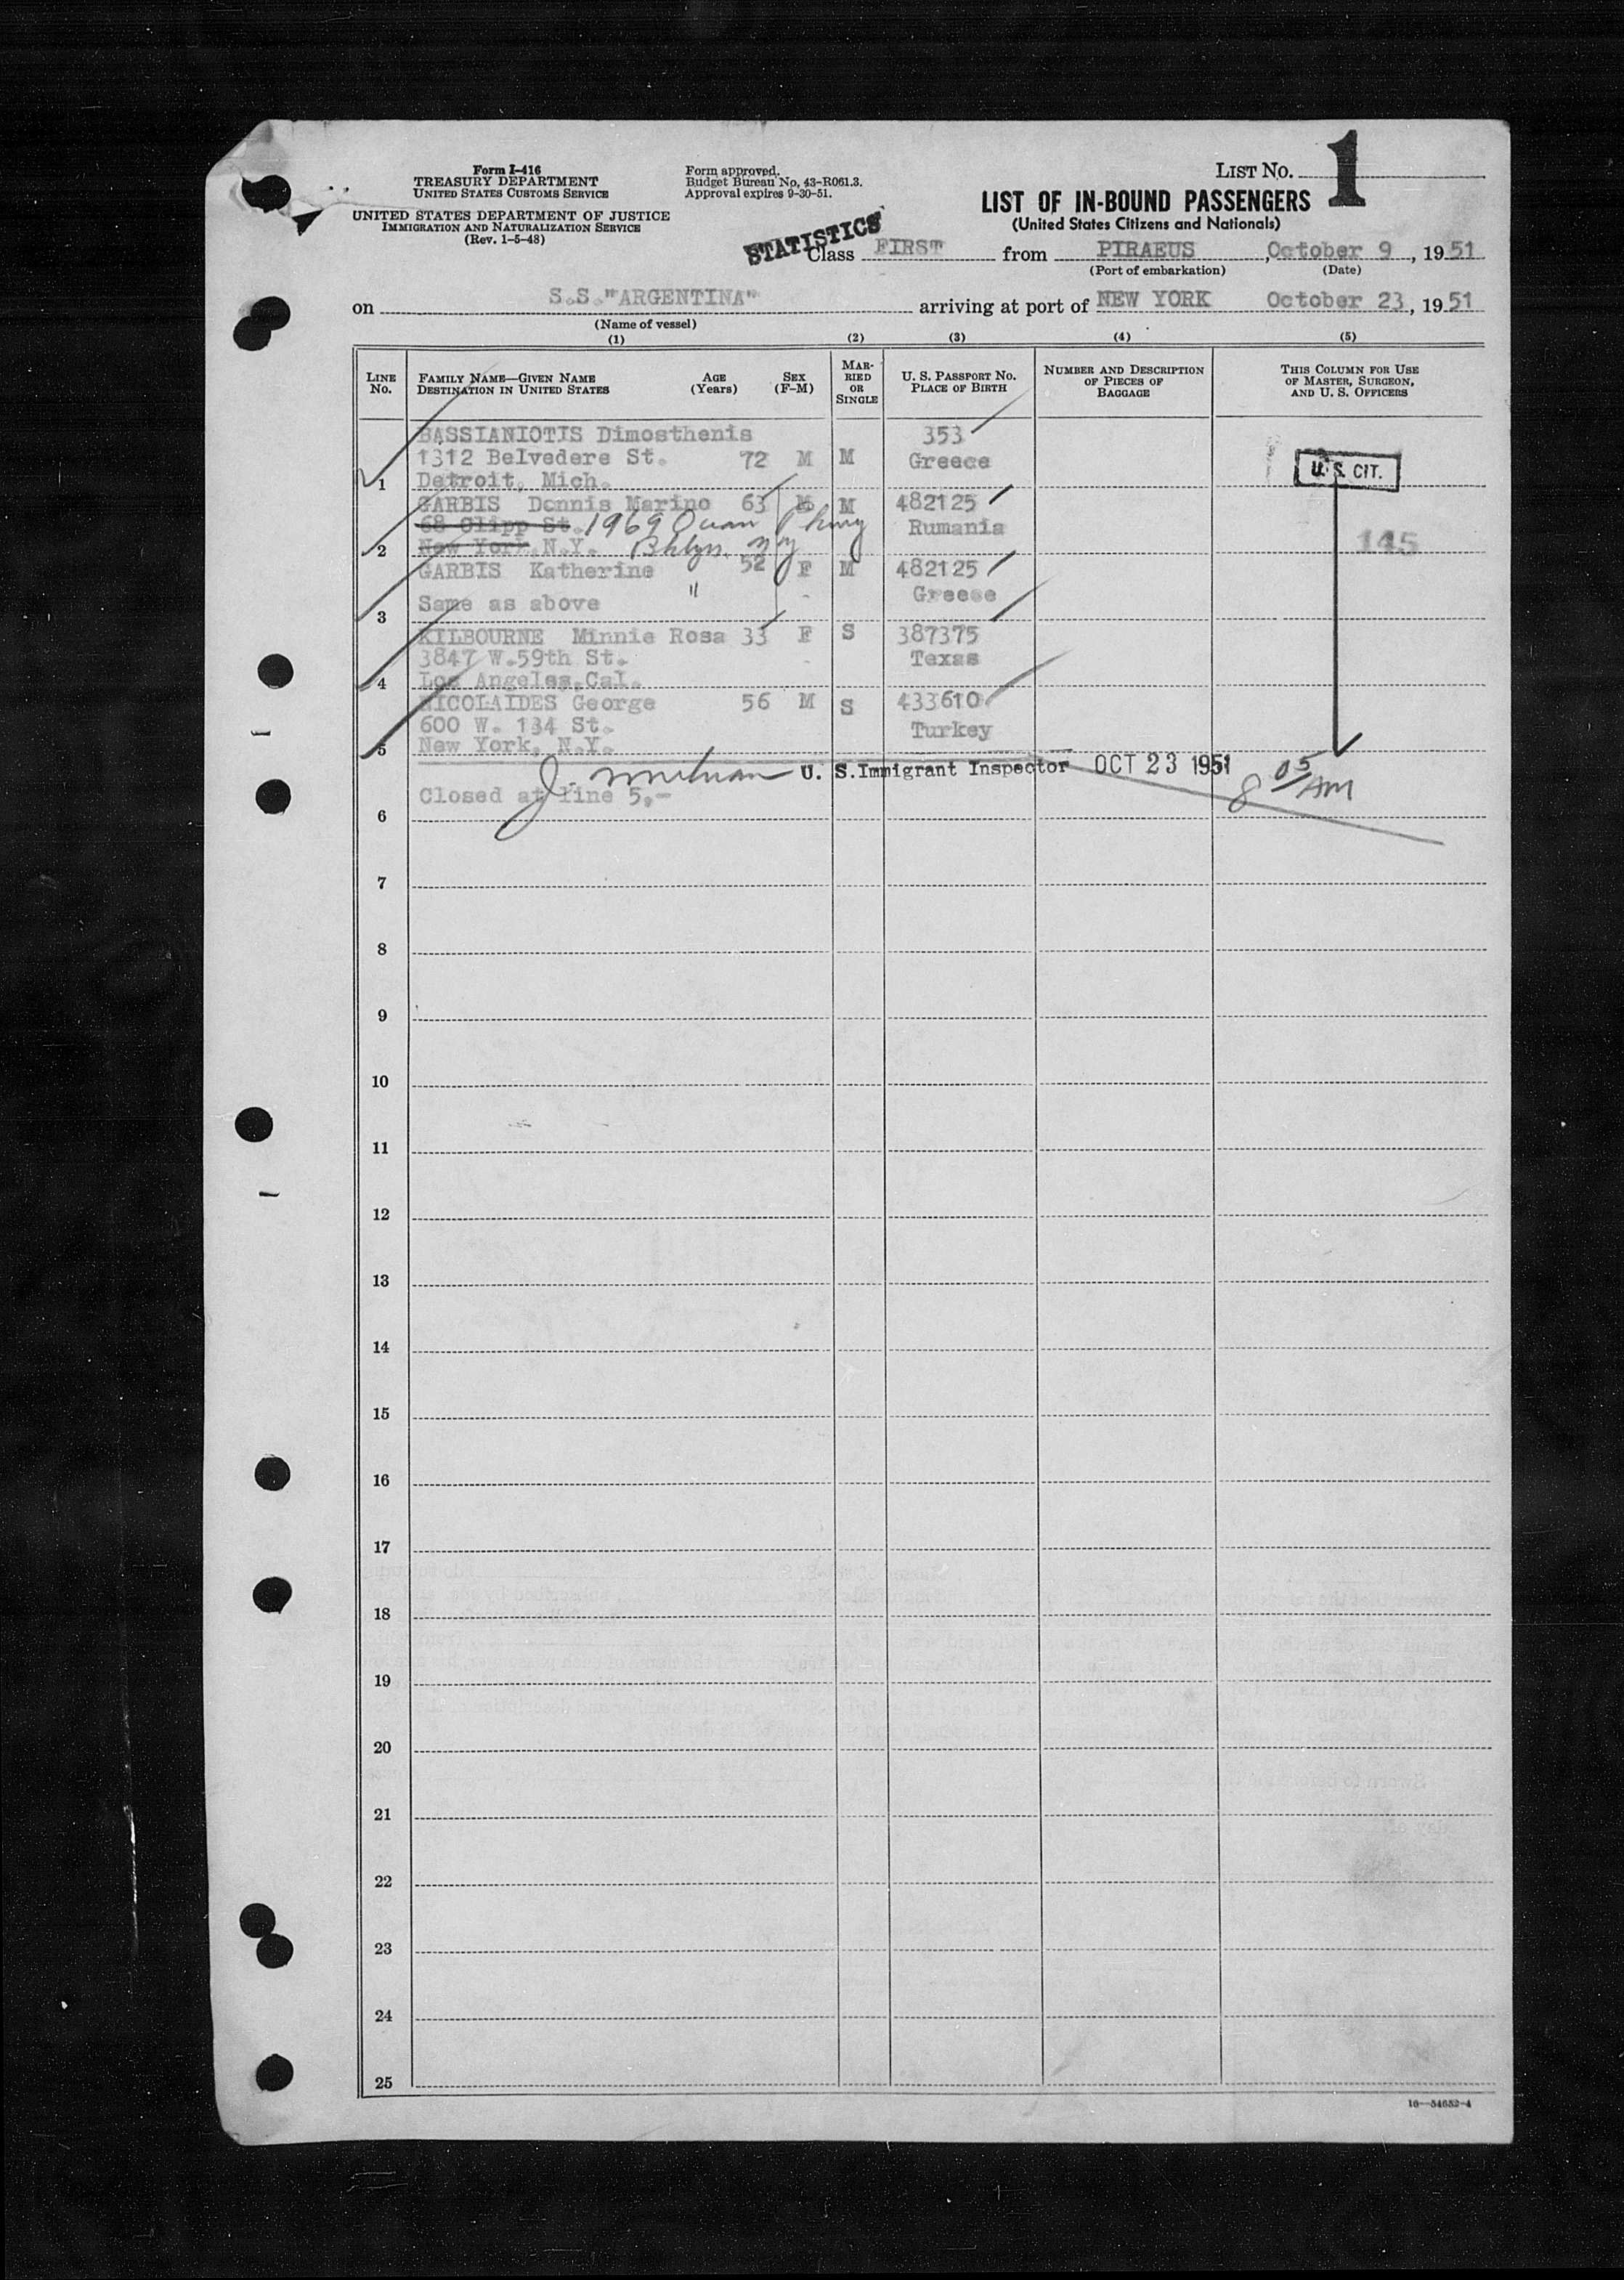 Form I-416
TREASURY DEPARTMENT
UNITED STATES CUSTOMS SERVICE
UNITED STATES DEPARTMENT OF JUSTICE
IMMIGRATION AND NATURALIZATION SERVICE
(Rev. 1-5-48)
Form approved.
Budget Bureau No. 43-R061.3.
Approval expires 9-30-51.
LIST NO. 1
LIST OF IN-BOUND PASSENGERS
(United States Citizens and Nationals)
STATISTICS
Class FIRST from PIRAEUS, October 9, 1951
(Port of embarkation) (Date)
on S.S."ARGENTINA" arriving at port of NEW YORK October 23, 1951
(Name of vessel)
(1) (2) (3) (4) (5)
LINE No. FAMILY NAME—GIVEN NAME DESTINATION IN UNITED STATES AGE (Years) SEX (F-M) MARRIED OR SINGLE U. S. PASSPORT NO. PLACE OF BIRTH NUMBER AND DESCRIPTION OF PIECES OF BAGGAGE THIS COLUMN FOR USE OF MASTER, SURGEON, AND U. S. OFFICERS
BASSIANIOTIS Dimosthenis 353
1312 Belvedere St. 72 M M Greece U.S. CIT.
1 Detroit, Mich.
GARBIS Dennis Marino 63 M M 482125
68 Olipp St. 1969 Ocean Pkwy Rumania
2 New York, N.Y. Bklyn. NY 145
GARBIS Katherine 52 F M 482125
" Greece
3 Same as above
KILBOURNE Minnie Rosa 33 F S 387375
3847 W.59th St. Texas
4 Los Angeles,Cal.
NICOLAIDES George 56 M S 433610
600 W. 134 St. Turkey
5 New York, N.Y.
J. U. S. Immigrant Inspector OCT 23 1951 8 05 AM
Closed at line 5,-
6
7
8
9
10
11
12
13
14
15
16
17
18
19
20
21
22
23
24
25
16—54652-4